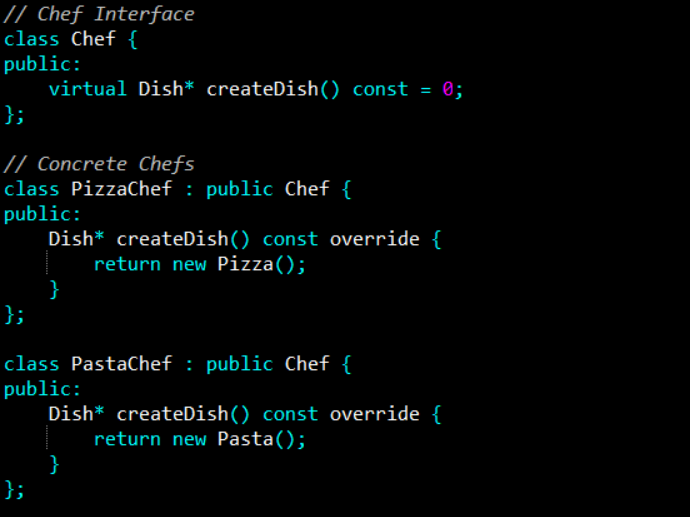 // Chef Interface
class Chef {
public:
    virtual Dish* createDish() const = 0;
};

// Concrete Chefs
class PizzaChef : public Chef {
public:
    Dish* createDish() const override {
        return new Pizza();
    }
};

class PastaChef : public Chef {
public:
    Dish* createDish() const override {
        return new Pasta();
    }
};